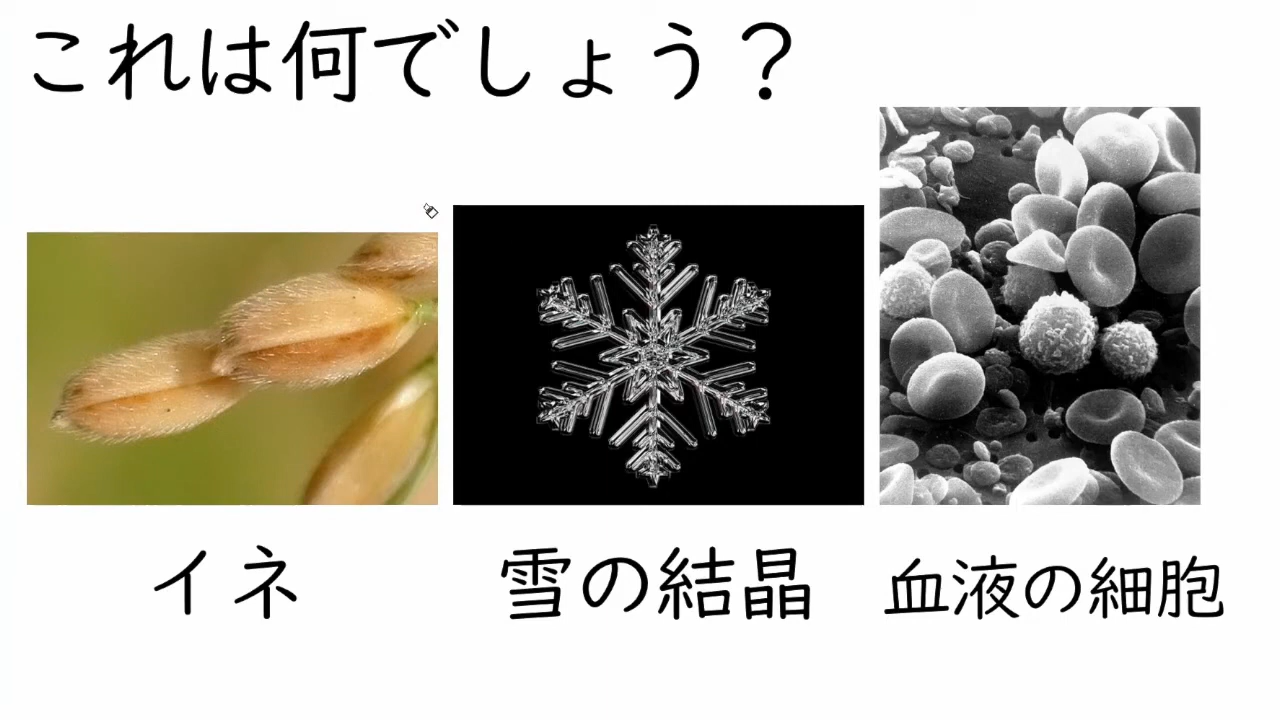 これは何でしょう？
イネ
雪の結晶
血液の細胞